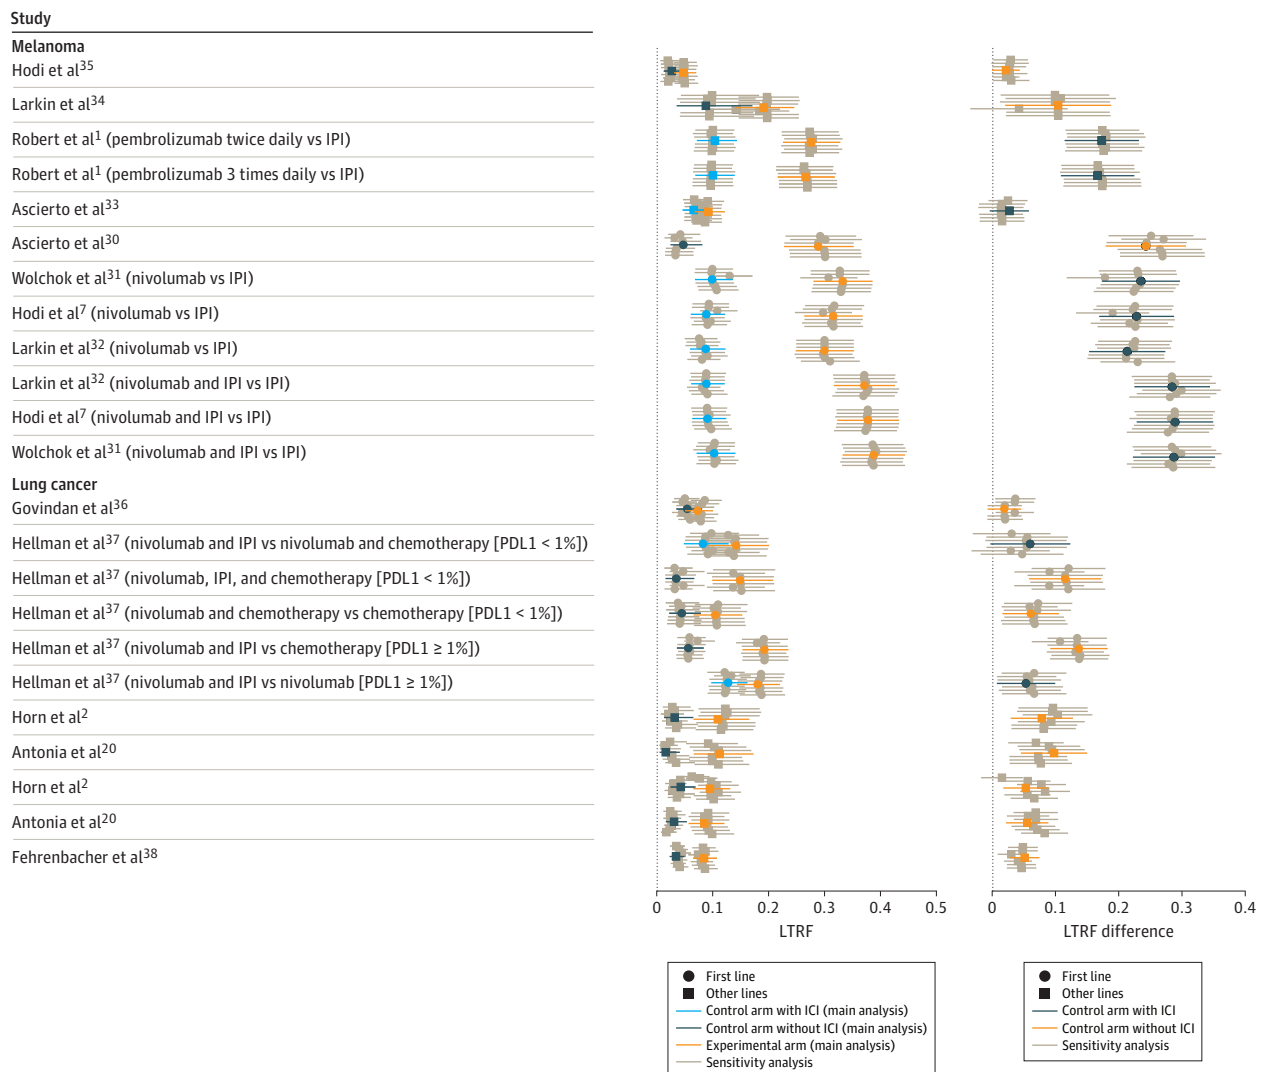 Study
Melanoma
Hodi et al35
Larkin et al34
Robert et al1 (pembrolizumab twice daily vs IPI)
Robert et al1 (pembrolizumab 3 times daily vs IPI)
Ascierto et al33
Ascierto et al30
Wolchok et al31 (nivolumab vs IPI)
Hodi et al7 (nivolumab vs IPI)
Larkin et al32 (nivolumab vs IPI)
Larkin et al32 (nivolumab and IPI vs IPI)
Hodi et al7 (nivolumab and IPI vs IPI)
Wolchok et al31 (nivolumab and IPI vs IPI)
Lung cancer
Govindan et al36
Hellman et al37 (nivolumab and IPI vs nivolumab and chemotherapy [PDL1 < 1%])
Hellman et al37 (nivolumab, IPI, and chemotherapy [PDL1 < 1%])
Hellman et al37 (nivolumab and chemotherapy vs chemotherapy [PDL1 < 1%])
Hellman et al37 (nivolumab and IPI vs chemotherapy [PDL1 ≥ 1%])
Hellman et al37 (nivolumab and IPI vs nivolumab [PDL1 ≥ 1%])
Horn et al2
Antonia et al20
Horn et al2
Antonia et al20
Fehrenbacher et al38
0 0.1 0.2 0.3 0.4 0.5
LTRF
First line
Other lines
Control arm with ICI (main analysis)
Control arm without ICI (main analysis)
Experimental arm (main analysis)
Sensitivity analysis
0 0.1 0.2 0.3 0.4
LTRF difference
First line
Other lines
Control arm with ICI
Control arm without ICI
Sensitivity analysis